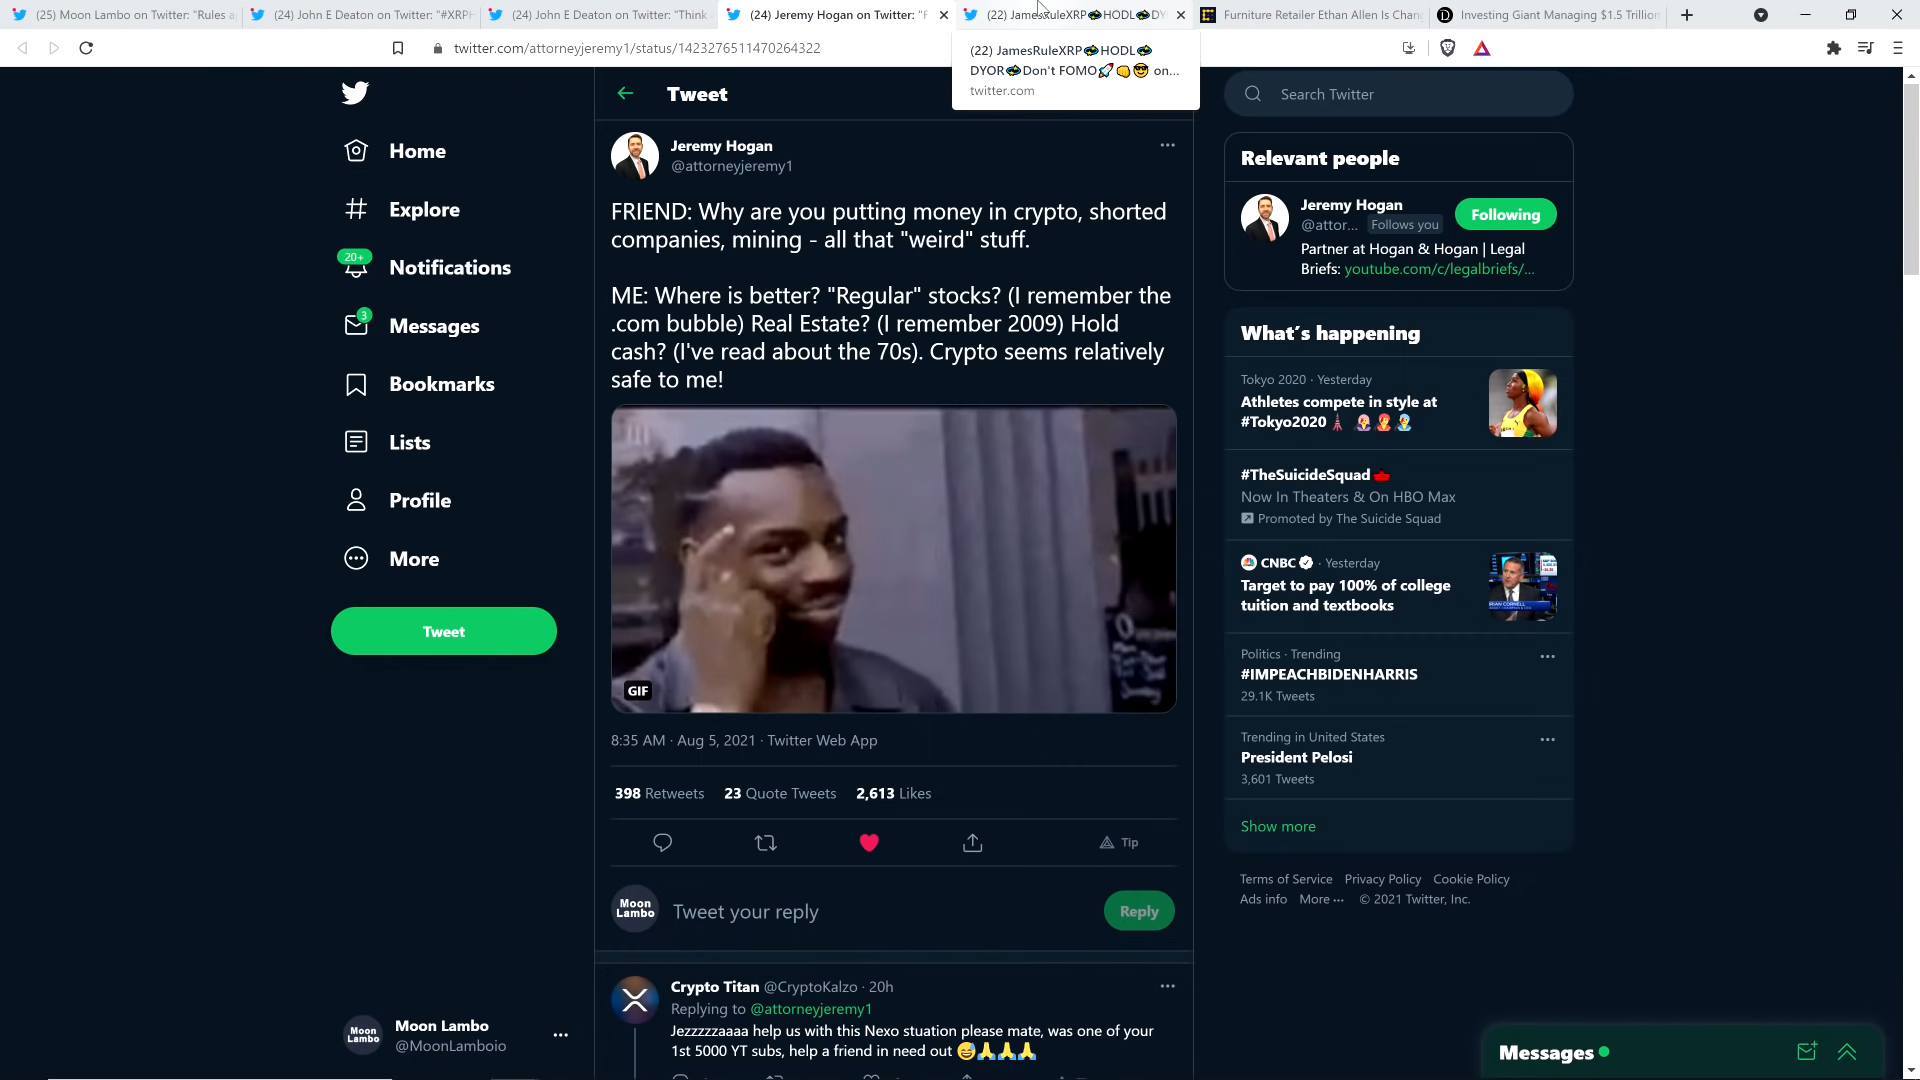 (25) Moon Lambo on Twitter: "Rules a
(24) John E Deaton on Twitter: "#XRPH
(24) John E Deaton on Twitter: "Think
(24) Jeremy Hogan on Twitter: "F
(22) JamesRuleXRP HODL DY
Furniture Retailer Ethan Allen Is Chan
Investing Giant Managing $1.5 Trillion
twitter.com/attorneyjeremy1/status/1423276511470264322
(22) JamesRuleXRP HODL
DYOR Don't FOMO🚀👊😎 on...
twitter.com
Home
Explore
20+
Notifications
3
Messages
Bookmarks
Lists
Profile
More
Tweet
Moon Lambo
Moon Lambo
@MoonLamboio
Tweet
Jeremy Hogan
@attorneyjeremy1
FRIEND: Why are you putting money in crypto, shorted
companies, mining - all that "weird" stuff.
ME: Where is better? "Regular" stocks? (I remember the
.com bubble) Real Estate? (I remember 2009) Hold
cash? (I've read about the 70s). Crypto seems relatively
safe to me!
GIF
8:35 AM · Aug 5, 2021 · Twitter Web App
398 Retweets 23 Quote Tweets 2,613 Likes
Tip
Moon Lambo
Tweet your reply
Reply
Crypto Titan @CryptoKalzo · 20h
Replying to @attorneyjeremy1
Jezzzzzaaaa help us with this Nexo stuation please mate, was one of your
1st 5000 YT subs, help a friend in need out 😅🙏🙏🙏
Search Twitter
Relevant people
Jeremy Hogan
@attor... Follows you
Following
Partner at Hogan & Hogan | Legal
Briefs: youtube.com/c/legalbriefs/...
What's happening
Tokyo 2020 · Yesterday
Athletes compete in style at
#Tokyo2020
#TheSuicideSquad
Now In Theaters & On HBO Max
Promoted by The Suicide Squad
CNBC · Yesterday
Target to pay 100% of college
tuition and textbooks
Politics · Trending
#IMPEACHBIDENHARRIS
29.1K Tweets
Trending in United States
President Pelosi
3,601 Tweets
Show more
Terms of Service Privacy Policy Cookie Policy
Ads info More ··· © 2021 Twitter, Inc.
Messages